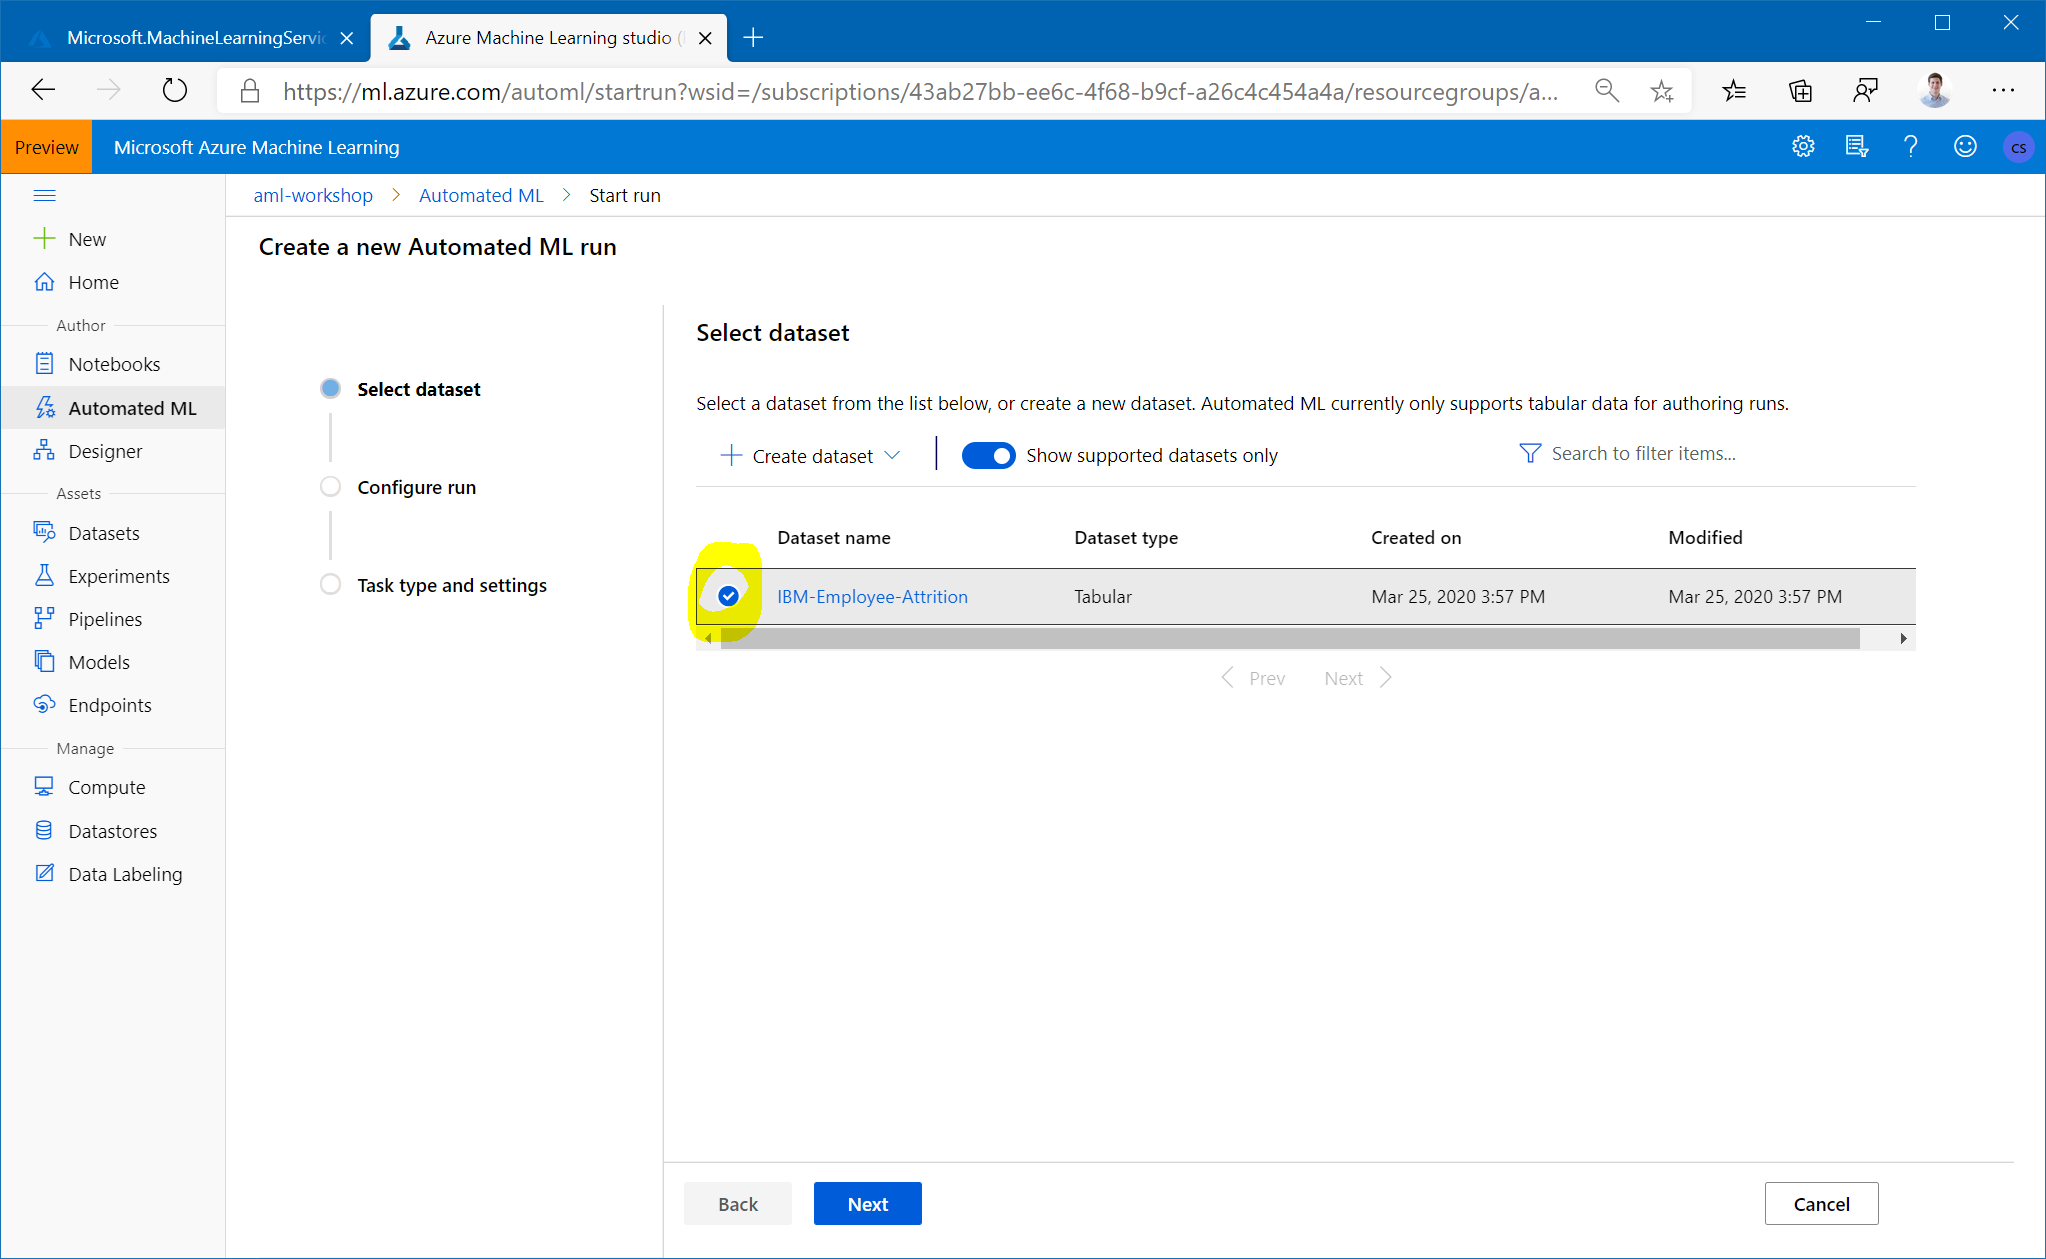 Microsoft.MachineLearningServic
Azure Machine Learning studio (
https://ml.azure.com/automl/startrun?wsid=/subscriptions/43ab27bb-ee6c-4f68-b9cf-a26c4c454a4a/resourcegroups/a...
Preview
Microsoft Azure Machine Learning
CS
aml-workshop > Automated ML > Start run
New
Home
Author
Notebooks
Automated ML
Designer
Assets
Datasets
Experiments
Pipelines
Models
Endpoints
Manage
Compute
Datastores
Data Labeling
Create a new Automated ML run
Select dataset
Configure run
Task type and settings
Select dataset
Select a dataset from the list below, or create a new dataset. Automated ML currently only supports tabular data for authoring runs.
Create dataset
Show supported datasets only
Search to filter items...
Dataset name Dataset type Created on Modified
IBM-Employee-Attrition Tabular Mar 25, 2020 3:57 PM Mar 25, 2020 3:57 PM
Prev Next
Back Next Cancel